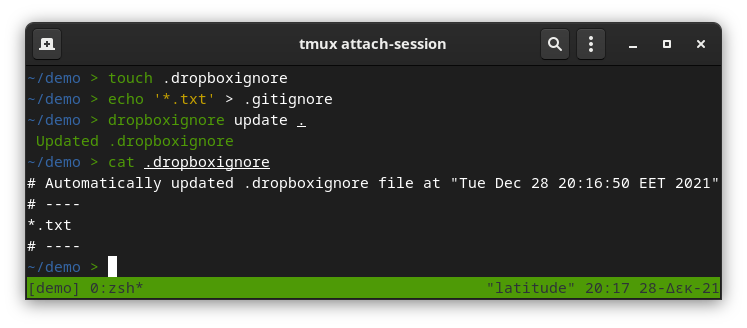 tmux attach-session
~/demo > touch .dropboxignore
~/demo > echo '*.txt' > .gitignore
~/demo > dropboxignore update .
Updated .dropboxignore
~/demo > cat .dropboxignore
# Automatically updated .dropboxignore file at "Tue Dec 28 20:16:50 EET 2021"
# ----
*.txt
# ----
~/demo >
[demo] 0:zsh* "latitude" 20:17 28-Δεκ-21